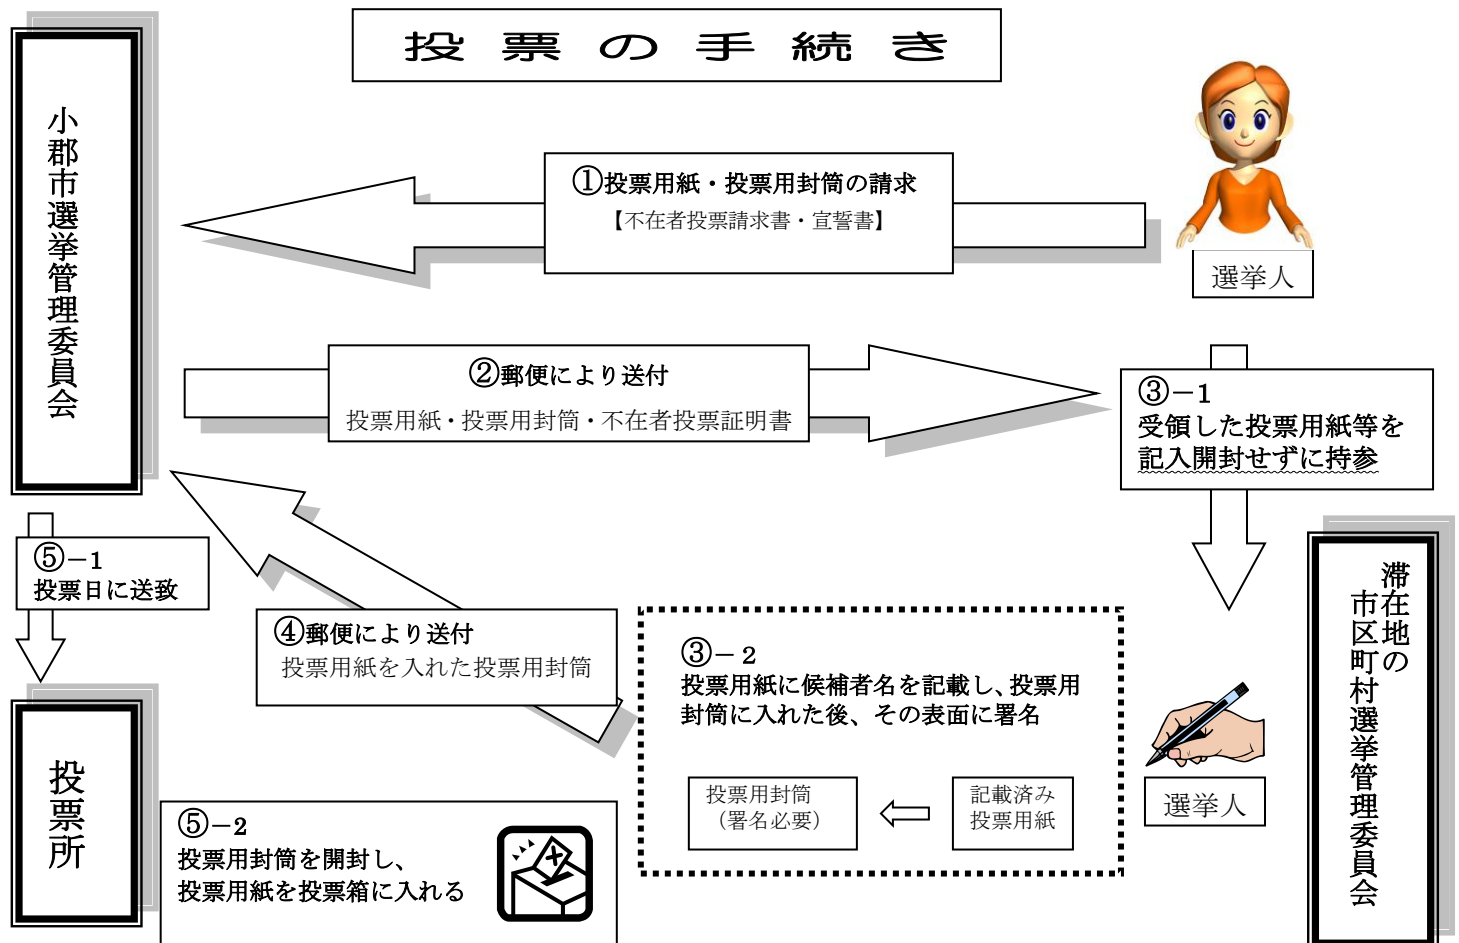 投票の手続き
小郡市選挙管理委員会
①投票用紙・投票用封筒の請求
【不在者投票請求書・宣誓書】
選挙人
②郵便により送付
投票用紙・投票用封筒・不在者投票証明書
③－1
受領した投票用紙等を
記入開封せずに持参
滞在地の
市区町村選挙管理委員会
③－2
投票用紙に候補者名を記載し、投票用
封筒に入れた後、その表面に署名
記載済み
投票用紙
投票用封筒
（署名必要）
選挙人
④郵便により送付
投票用紙を入れた投票用封筒
⑤－1
投票日に送致
投票所
⑤－2
投票用封筒を開封し、
投票用紙を投票箱に入れる